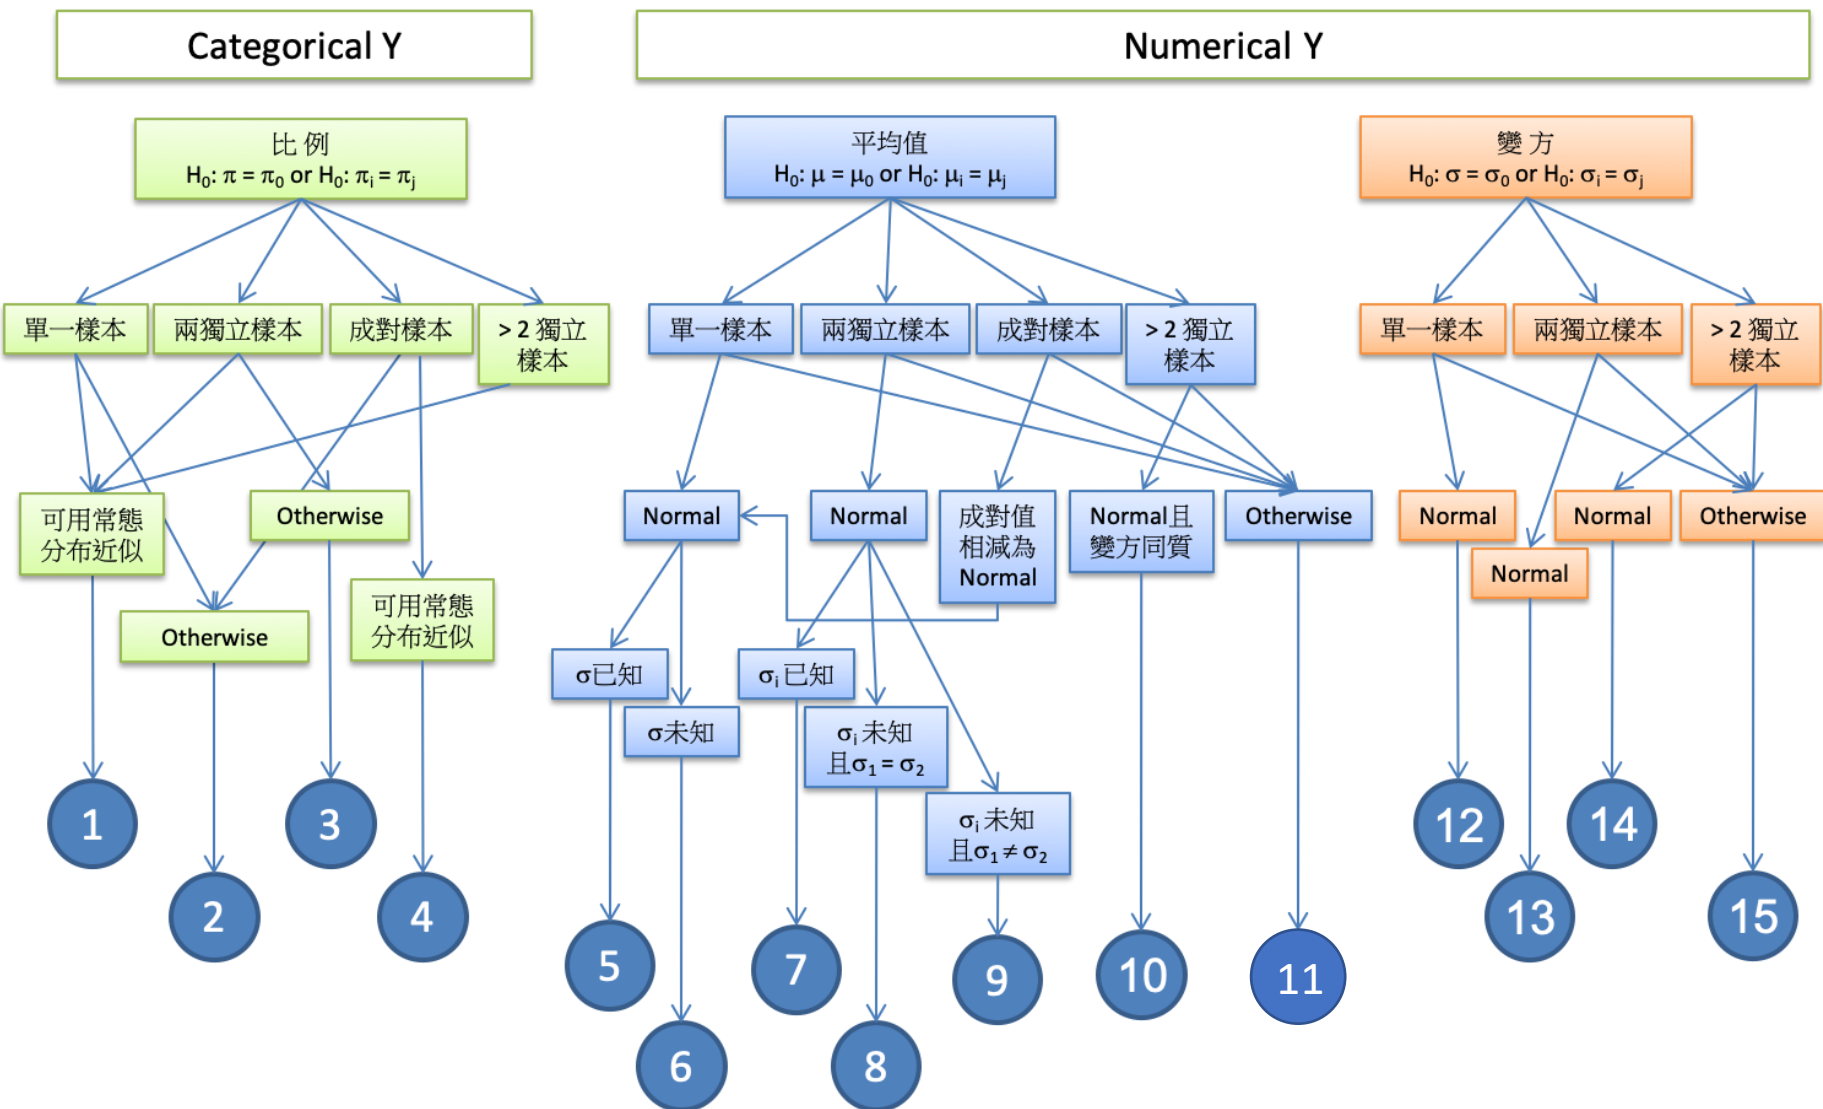 Categorical Y
Numerical Y
比 例
H₀: π = π₀ or H₀: πᵢ = πⱼ
平均值
H₀: μ = μ₀ or H₀: μᵢ = μⱼ
變 方
H₀: σ = σ₀ or H₀: σᵢ = σⱼ
單一樣本
兩獨立樣本
成對樣本
> 2 獨立
樣本
單一樣本
兩獨立樣本
成對樣本
> 2 獨立
樣本
單一樣本
兩獨立樣本
> 2 獨立
樣本
可用常態
分布近似
Otherwise
Otherwise
可用常態
分布近似
Normal
Normal
成對值
相減為
Normal
Normal且
變方同質
Otherwise
Normal
Normal
Normal
Otherwise
σ已知
σ未知
σᵢ 已知
σᵢ 未知
且σ₁ = σ₂
σᵢ 未知
且σ₁ ≠ σ₂
1
2
3
4
5
6
7
8
9
10
11
12
13
14
15